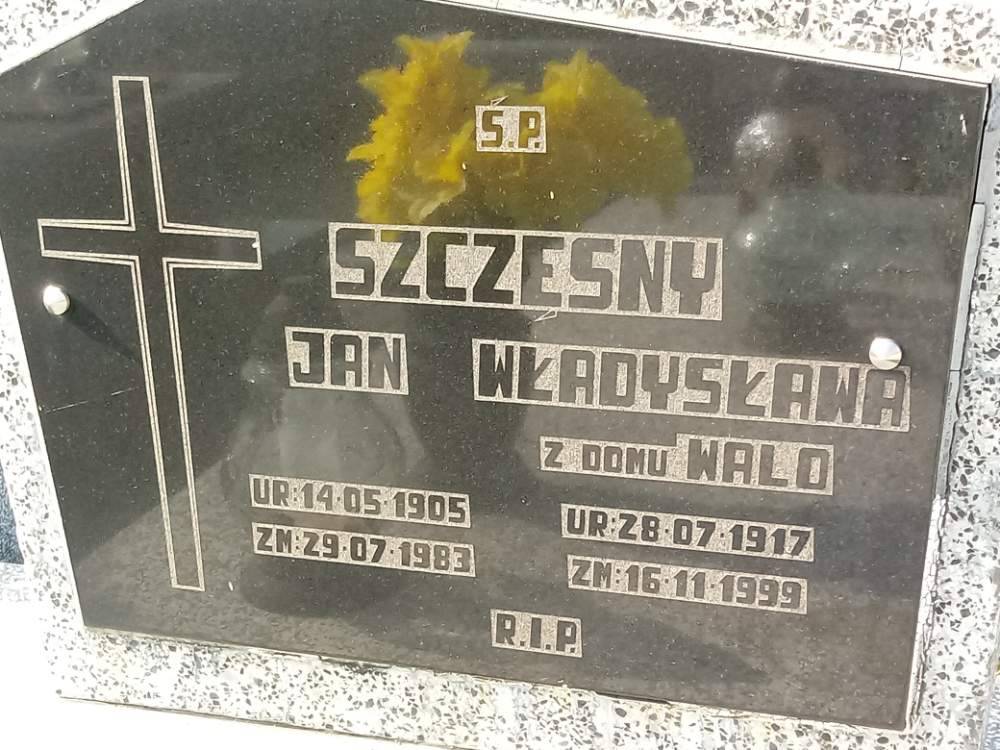 Ś.P.
SZCZĘSNY
JAN WŁADYSŁAWA
Z DOMU WALO
UR: 14·05·1905 UR: 28·07·1917
ZM: 29·07·1983 ZM: 16·11·1999
R.I.P.